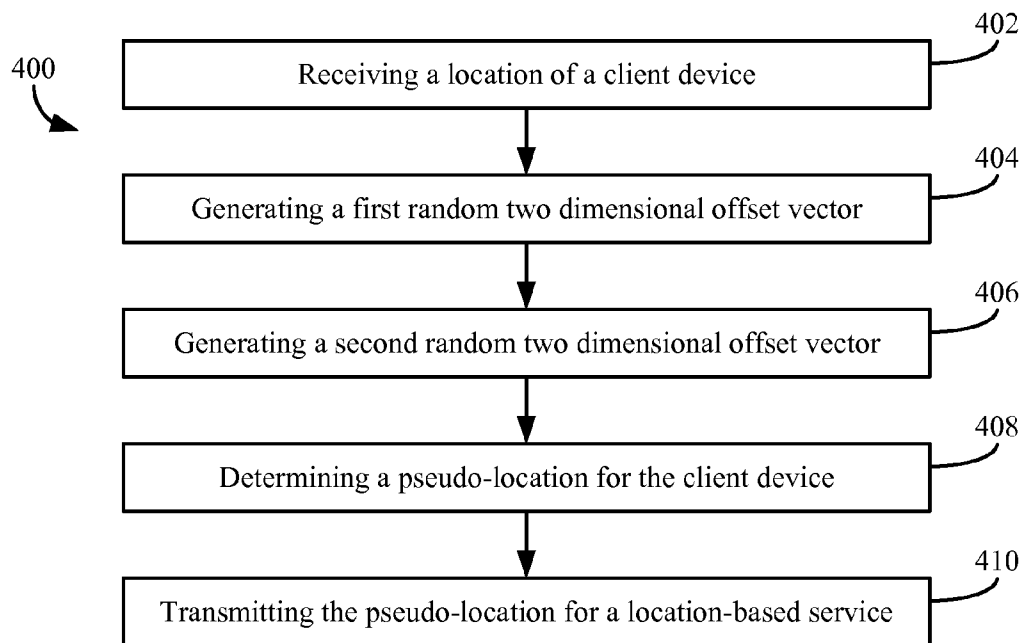 400
402
Receiving a location of a client device
404
Generating a first random two dimensional offset vector
406
Generating a second random two dimensional offset vector
408
Determining a pseudo-location for the client device
410
Transmitting the pseudo-location for a location-based service